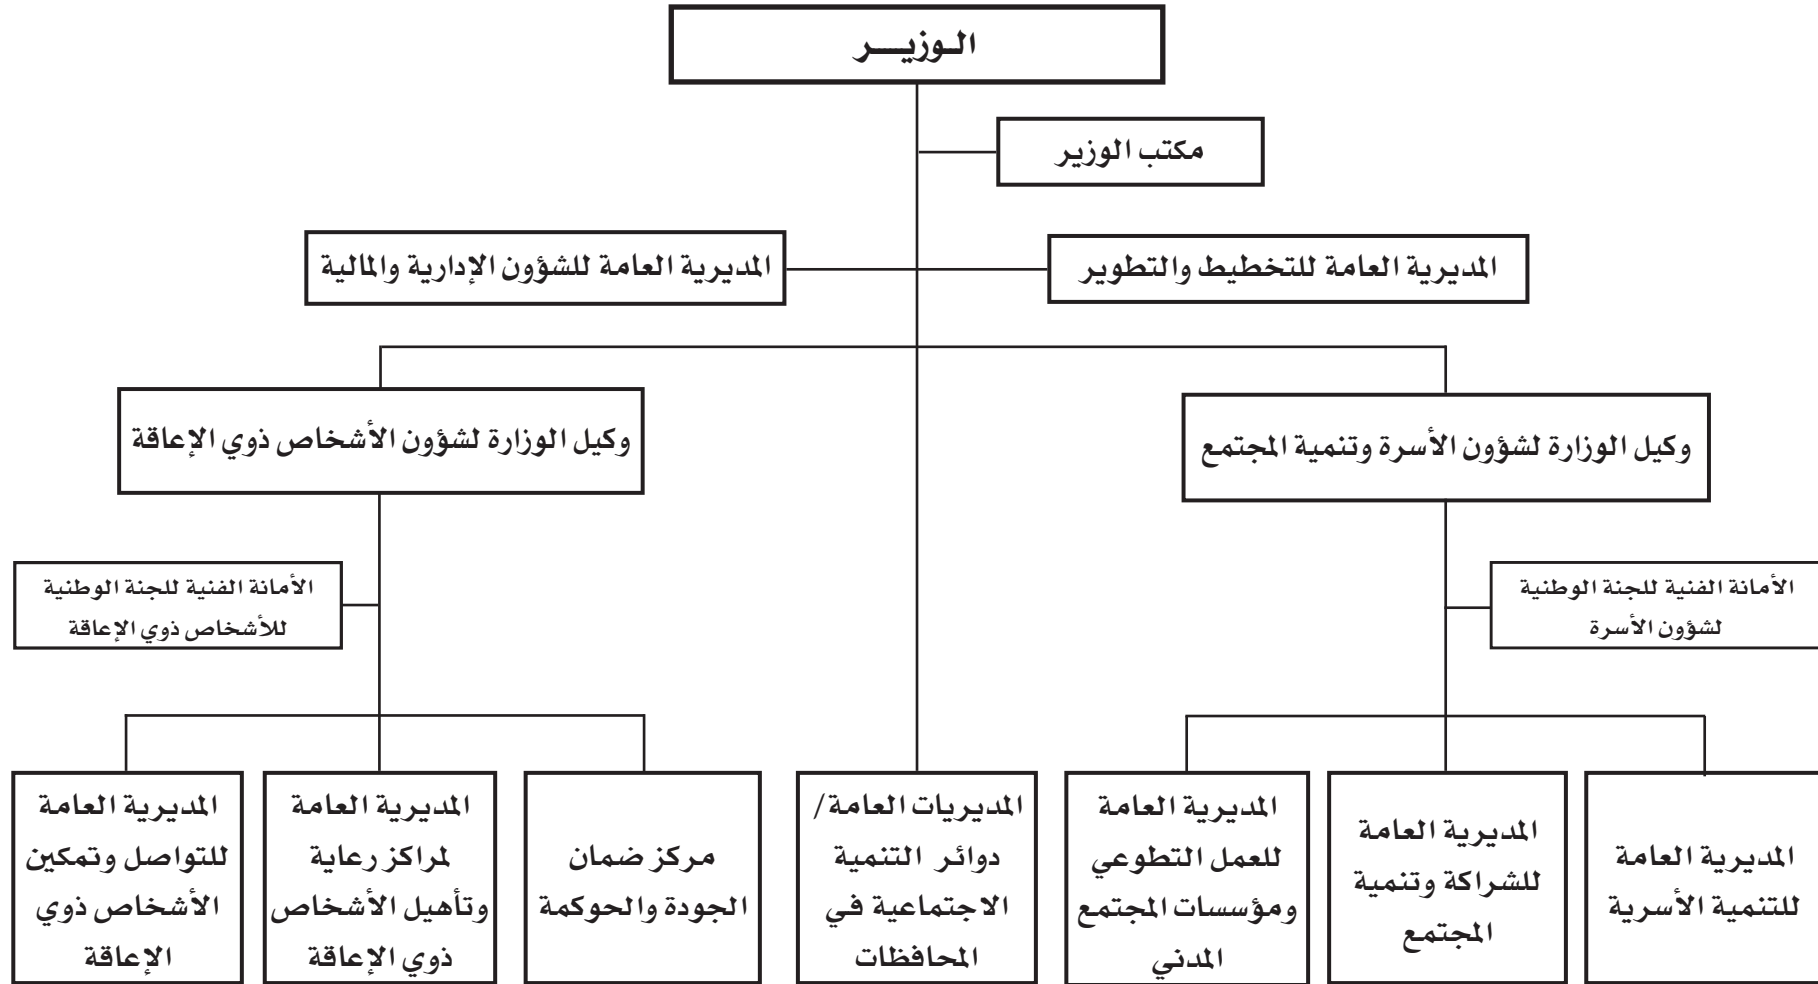 الـوزيـــر
مكتب الوزير
المديرية العامة للتخطيط والتطوير
المديرية العامة للشؤون الإدارية والمالية
وكيل الوزارة لشؤون الأسرة وتنمية المجتمع
وكيل الوزارة لشؤون الأشخاص ذوي الإعاقة
الأمانة الفنية للجنة الوطنية
لشؤون الأسرة
الأمانة الفنية للجنة الوطنية
للأشخاص ذوي الإعاقة
المديرية العامة
للتنمية الأسرية
المديرية العامة
للشراكة وتنمية
المجتمع
المديرية العامة
للعمل التطوعي
ومؤسسات المجتمع
المدني
المديريات العامة/
دوائر التنمية
الاجتماعية في
المحافظات
مركز ضمان
الجودة والحوكمة
المديرية العامة
لمراكز رعاية
وتأهيل الأشخاص
ذوي الإعاقة
المديرية العامة
للتواصل وتمكين
الأشخاص ذوي
الإعاقة